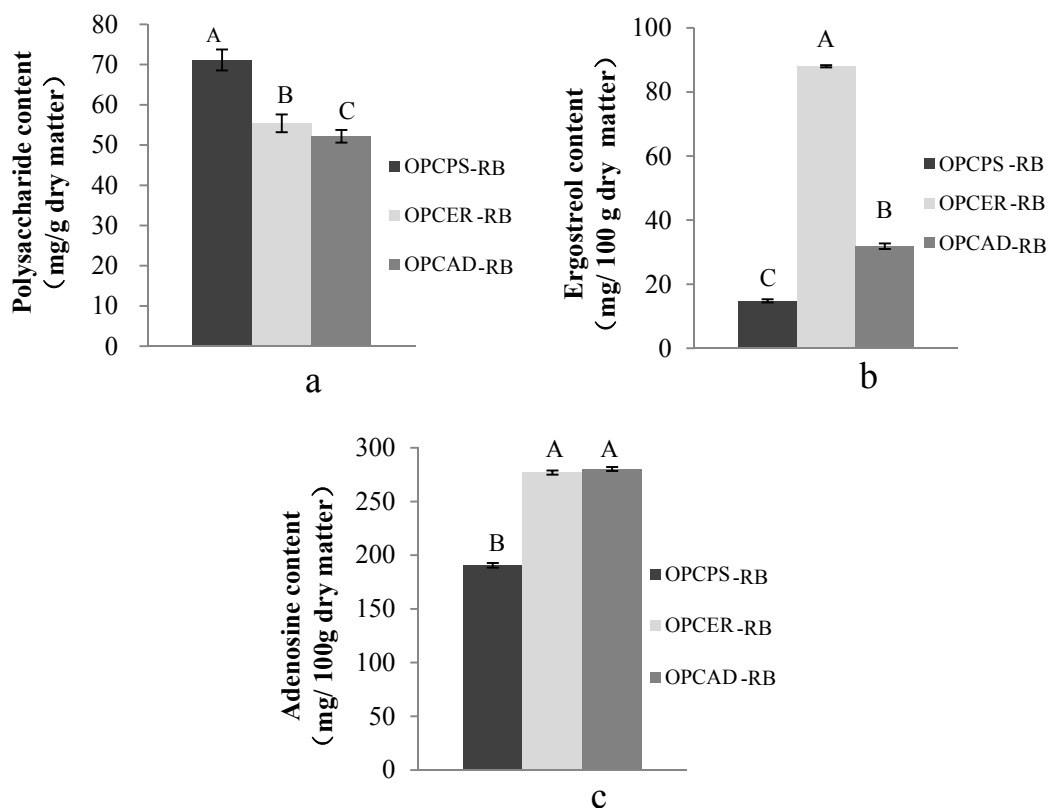 Polysaccharide content
（mg/g dry matter）
80
70
60
50
40
30
20
10
0
A
B
C
OPCPS-RB
OPCER-RB
OPCAD-RB
a
Ergostreol content
（mg/ 100 g dry matter）
100
80
60
40
20
0
C
A
B
OPCPS-RB
OPCER-RB
OPCAD-RB
b
Adenosine content
（mg/ 100g dry matter）
300
250
200
150
100
50
0
B
A
A
OPCPS-RB
OPCER-RB
OPCAD-RB
c